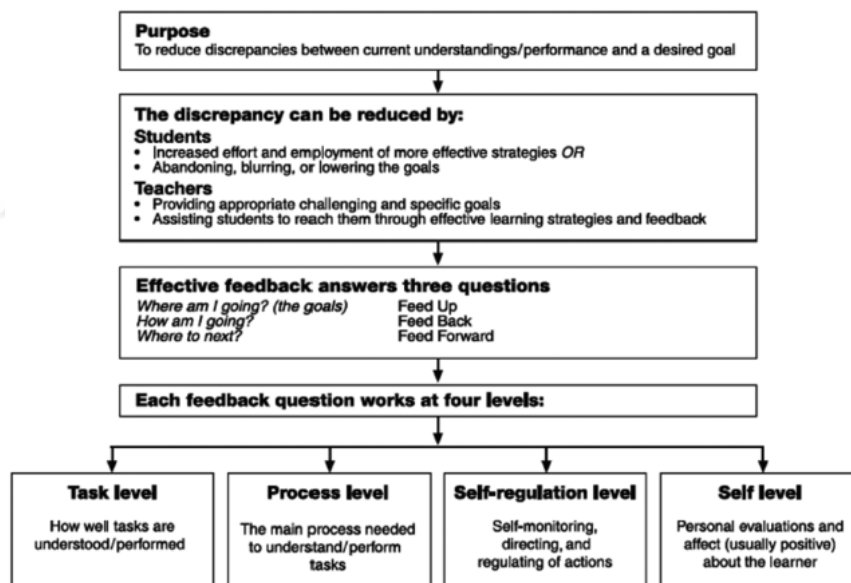 Purpose
To reduce discrepancies between current understandings/performance and a desired goal
The discrepancy can be reduced by:
Students
• Increased effort and employment of more effective strategies OR
• Abandoning, blurring, or lowering the goals
Teachers
• Providing appropriate challenging and specific goals
• Assisting students to reach them through effective learning strategies and feedback
Effective feedback answers three questions
Where am I going? (the goals) Feed Up
How am I going? Feed Back
Where to next? Feed Forward
Each feedback question works at four levels:
Task level
How well tasks are
understood/performed
Process level
The main process needed
to understand/perform
tasks
Self-regulation level
Self-monitoring,
directing, and
regulating of actions
Self level
Personal evaluations and
affect (usually positive)
about the learner